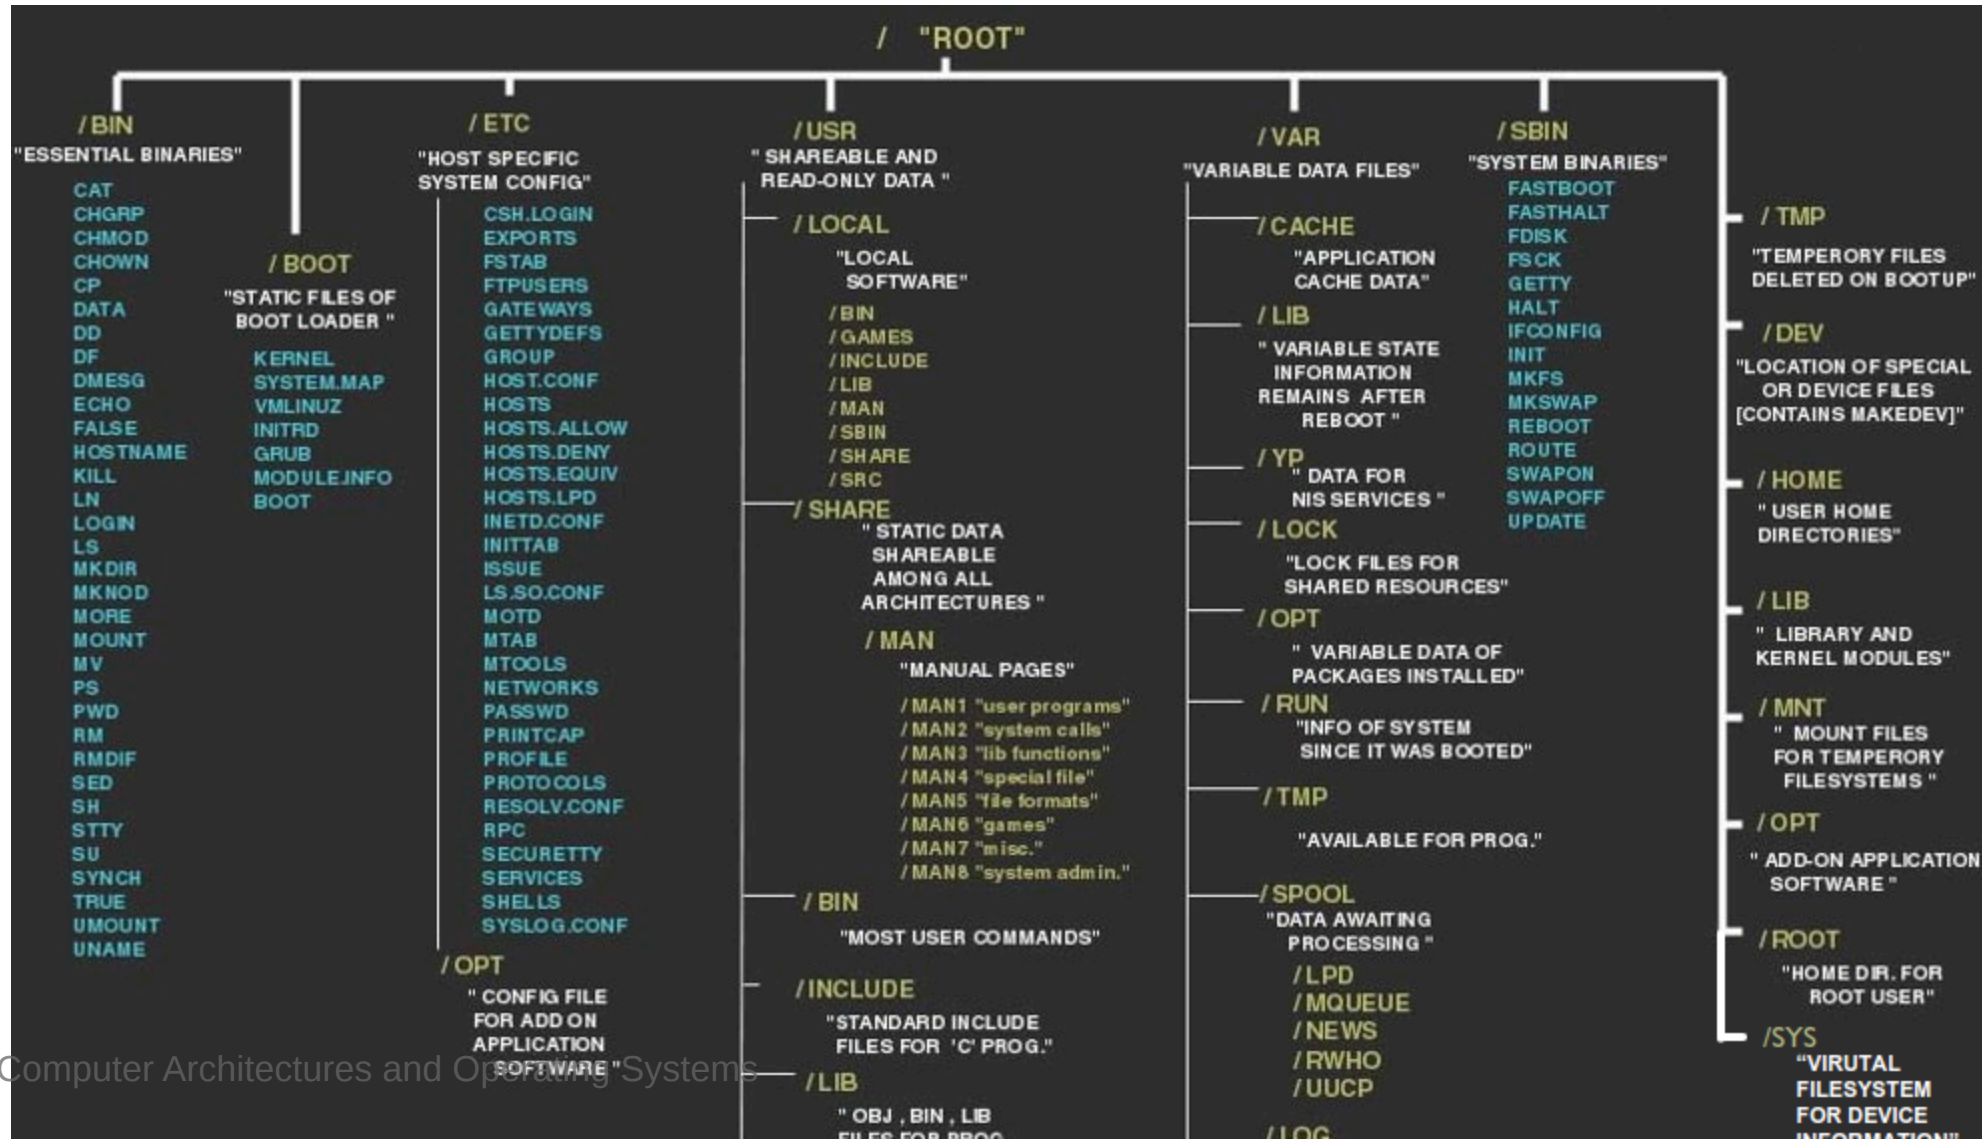 / "ROOT"
/BIN
"ESSENTIAL BINARIES"
CAT
CHGRP
CHMOD
CHOWN
CP
DATA
DD
DF
DMESG
ECHO
FALSE
HOSTNAME
KILL
LN
LOGIN
LS
MKDIR
MKNOD
MORE
MOUNT
MV
PS
PWD
RM
RMDIF
SED
SH
STTY
SU
SYNCH
TRUE
UMOUNT
UNAME
/BOOT
"STATIC FILES OF
BOOT LOADER "
KERNEL
SYSTEM.MAP
VMLINUZ
INITRD
GRUB
MODULE.INFO
BOOT
/ETC
"HOST SPECIFIC
SYSTEM CONFIG"
CSH.LOGIN
EXPORTS
FSTAB
FTPUSERS
GATEWAYS
GETTYDEFS
GROUP
HOST.CONF
HOSTS
HOSTS.ALLOW
HOSTS.DENY
HOSTS.EQUIV
HOSTS.LPD
INETD.CONF
INITTAB
ISSUE
LS.SO.CONF
MOTD
MTAB
MTOOLS
NETWORKS
PASSWD
PRINTCAP
PROFILE
PROTOCOLS
RESOLV.CONF
RPC
SECURETTY
SERVICES
SHELLS
SYSLOG.CONF
/OPT
" CONFIG FILE
FOR ADD ON
APPLICATION
SOFTWARE "
/USR
" SHAREABLE AND
READ-ONLY DATA "
/LOCAL
"LOCAL
SOFTWARE"
/BIN
/GAMES
/INCLUDE
/LIB
/MAN
/SBIN
/SHARE
/SRC
/SHARE
" STATIC DATA
SHAREABLE
AMONG ALL
ARCHITECTURES "
/MAN
"MANUAL PAGES"
/MAN1 "user programs"
/MAN2 "system calls"
/MAN3 "lib functions"
/MAN4 "special file"
/MAN5 "file formats"
/MAN6 "games"
/MAN7 "misc."
/MAN8 "system admin."
/BIN
"MOST USER COMMANDS"
/INCLUDE
"STANDARD INCLUDE
FILES FOR 'C' PROG."
/LIB
" OBJ , BIN , LIB
FILES FOR PROG
/VAR
"VARIABLE DATA FILES"
/CACHE
"APPLICATION
CACHE DATA"
/LIB
" VARIABLE STATE
INFORMATION
REMAINS AFTER
REBOOT "
/YP
" DATA FOR
NIS SERVICES "
/LOCK
"LOCK FILES FOR
SHARED RESOURCES"
/OPT
" VARIABLE DATA OF
PACKAGES INSTALLED"
/RUN
"INFO OF SYSTEM
SINCE IT WAS BOOTED"
/TMP
"AVAILABLE FOR PROG."
/SPOOL
"DATA AWAITING
PROCESSING "
/LPD
/MQUEUE
/NEWS
/RWHO
/UUCP
/LOG
/SBIN
"SYSTEM BINARIES"
FASTBOOT
FASTHALT
FDISK
FSCK
GETTY
HALT
IFCONFIG
INIT
MKFS
MKSWAP
REBOOT
ROUTE
SWAPON
SWAPOFF
UPDATE
/TMP
"TEMPERORY FILES
DELETED ON BOOTUP"
/DEV
"LOCATION OF SPECIAL
OR DEVICE FILES
[CONTAINS MAKEDEV]"
/HOME
" USER HOME
DIRECTORIES"
/LIB
" LIBRARY AND
KERNEL MODULES"
/MNT
" MOUNT FILES
FOR TEMPERORY
FILESYSTEMS "
/OPT
" ADD-ON APPLICATION
SOFTWARE "
/ROOT
"HOME DIR. FOR
ROOT USER"
/SYS
“VIRUTAL
FILESYSTEM
FOR DEVICE
INFORMATION”
Computer Architectures and Operating Systems